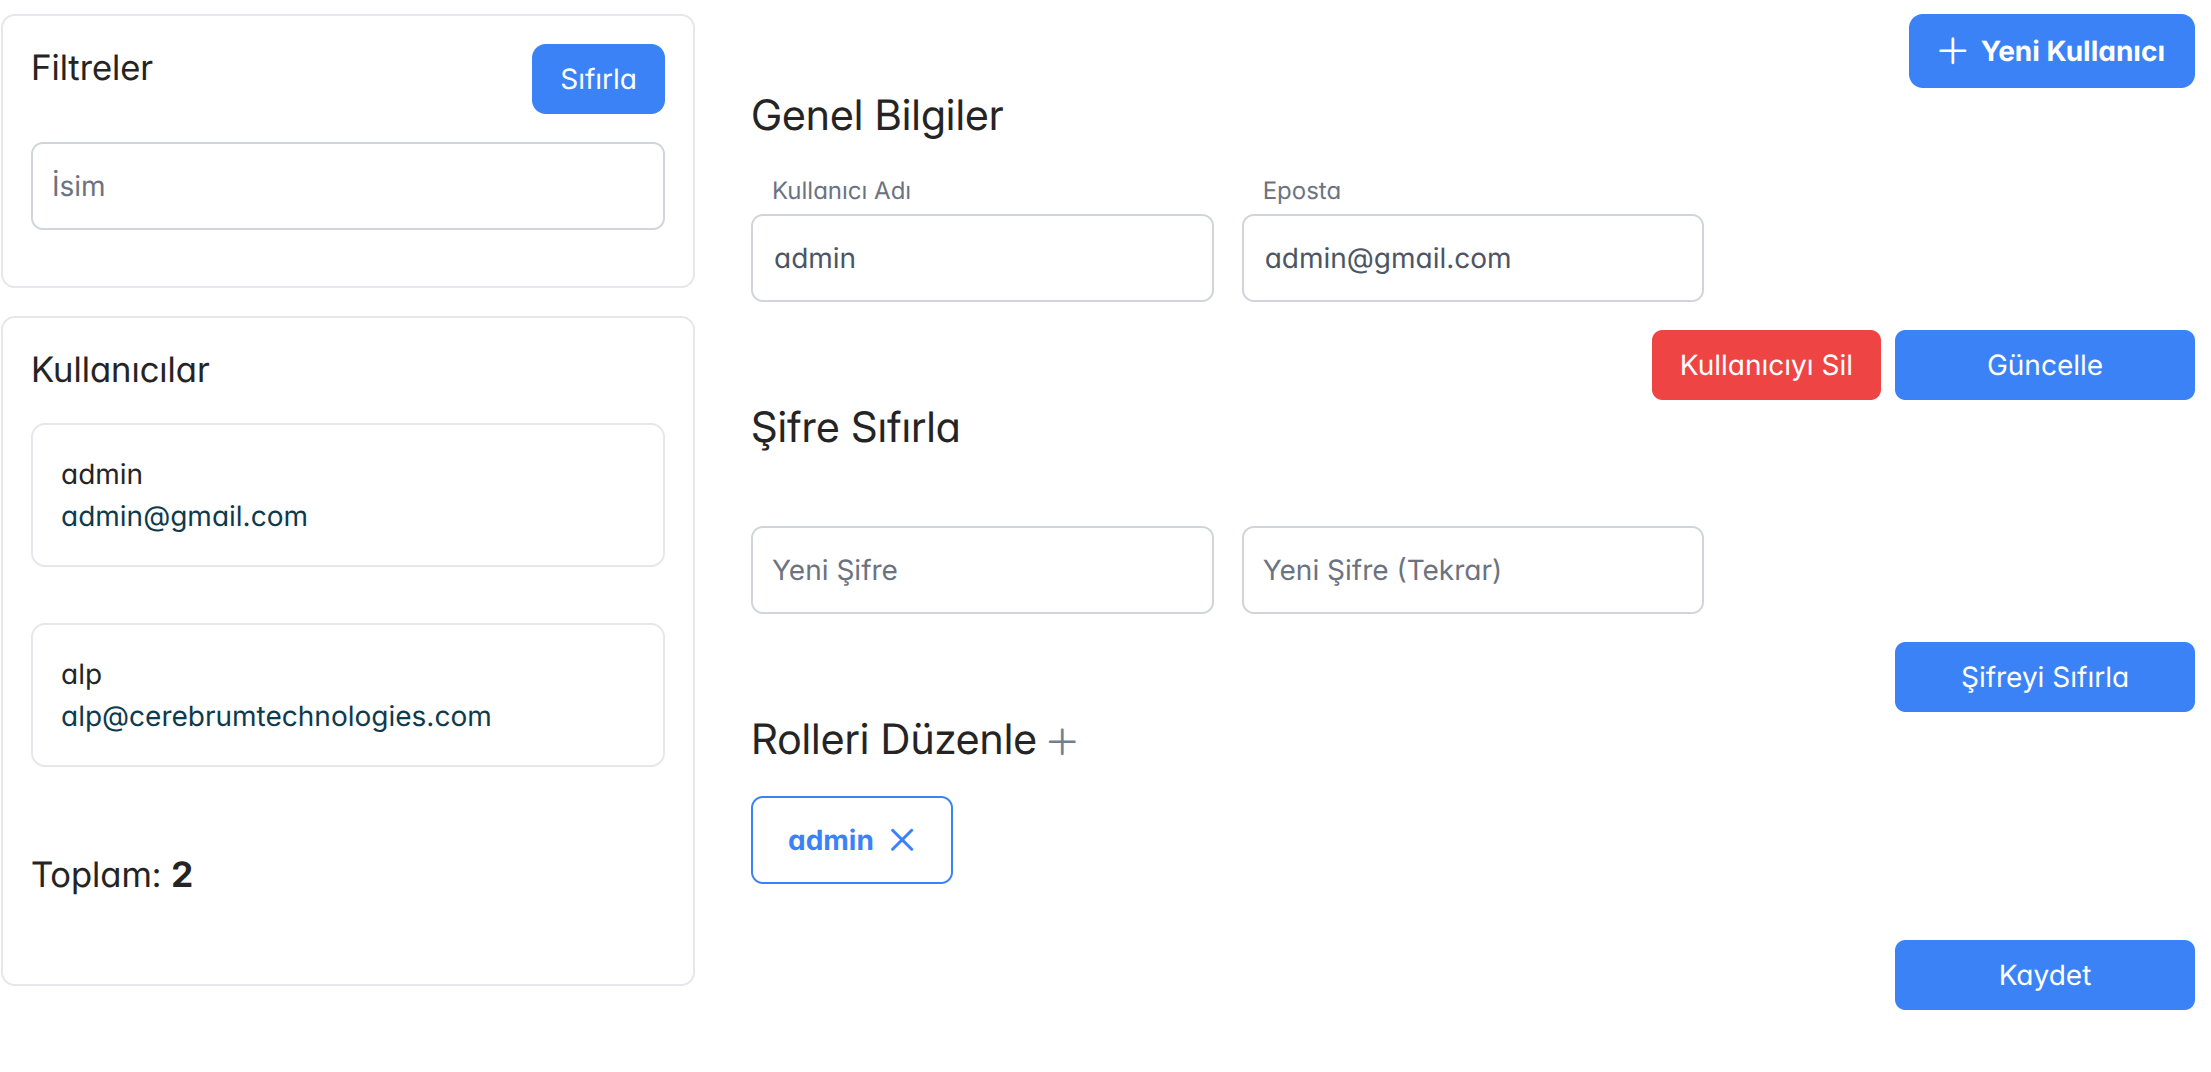 Filtreler
Sıfırla
İsim
Kullanıcılar
admin
admin@gmail.com
alp
alp@cerebrumtechnologies.com
Toplam: 2
Yeni Kullanıcı
Genel Bilgiler
Kullanıcı Adı
Eposta
admin
admin@gmail.com
Kullanıcıyı Sil
Güncelle
Şifre Sıfırla
Yeni Şifre
Yeni Şifre (Tekrar)
Şifreyi Sıfırla
Rolleri Düzenle
admin
Kaydet